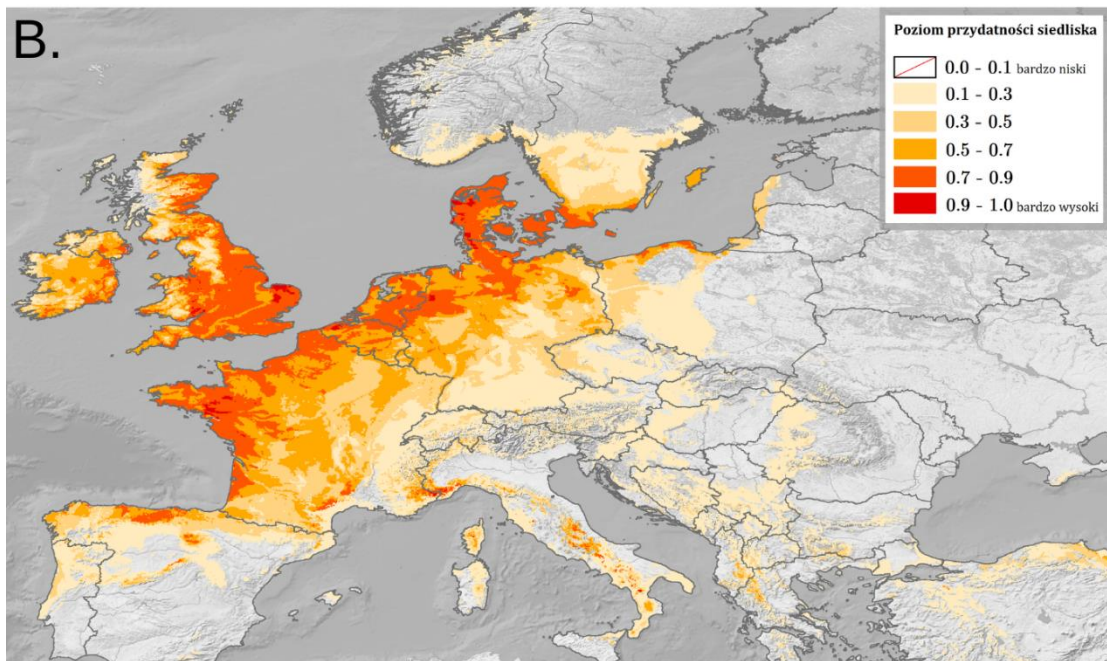 B.
Poziom przydatności siedliska
0.0 - 0.1 bardzo niski
0.1 - 0.3
0.3 - 0.5
0.5 - 0.7
0.7 - 0.9
0.9 - 1.0 bardzo wysoki